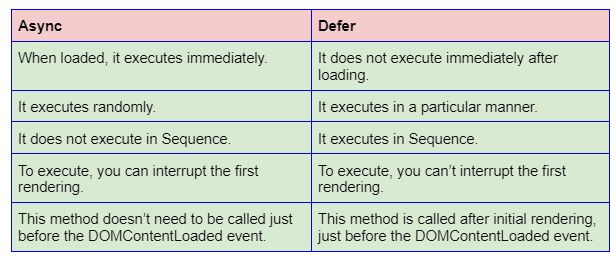 Async
Defer
When loaded, it executes immediately.
It does not execute immediately after
loading.
It executes randomly.
It executes in a particular manner.
It does not execute in Sequence.
It executes in Sequence.
To execute, you can interrupt the first
rendering.
To execute, you can’t interrupt the first
rendering.
This method doesn’t need to be called just
before the DOMContentLoaded event.
This method is called after initial rendering,
just before the DOMContentLoaded event.